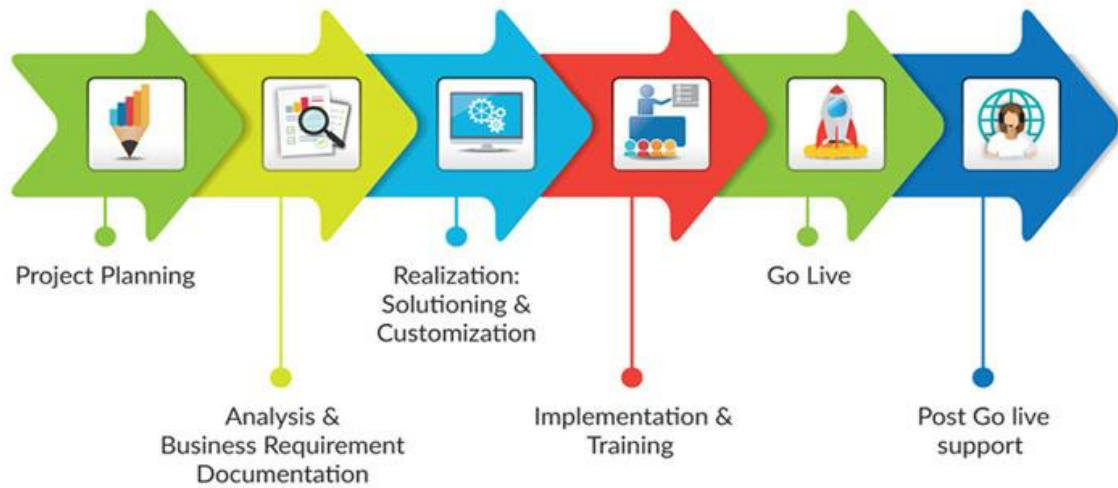 Project Planning
Analysis &
Business Requirement
Documentation
Realization:
Solutioning &
Customization
Implementation &
Training
Go Live
Post Go live
support